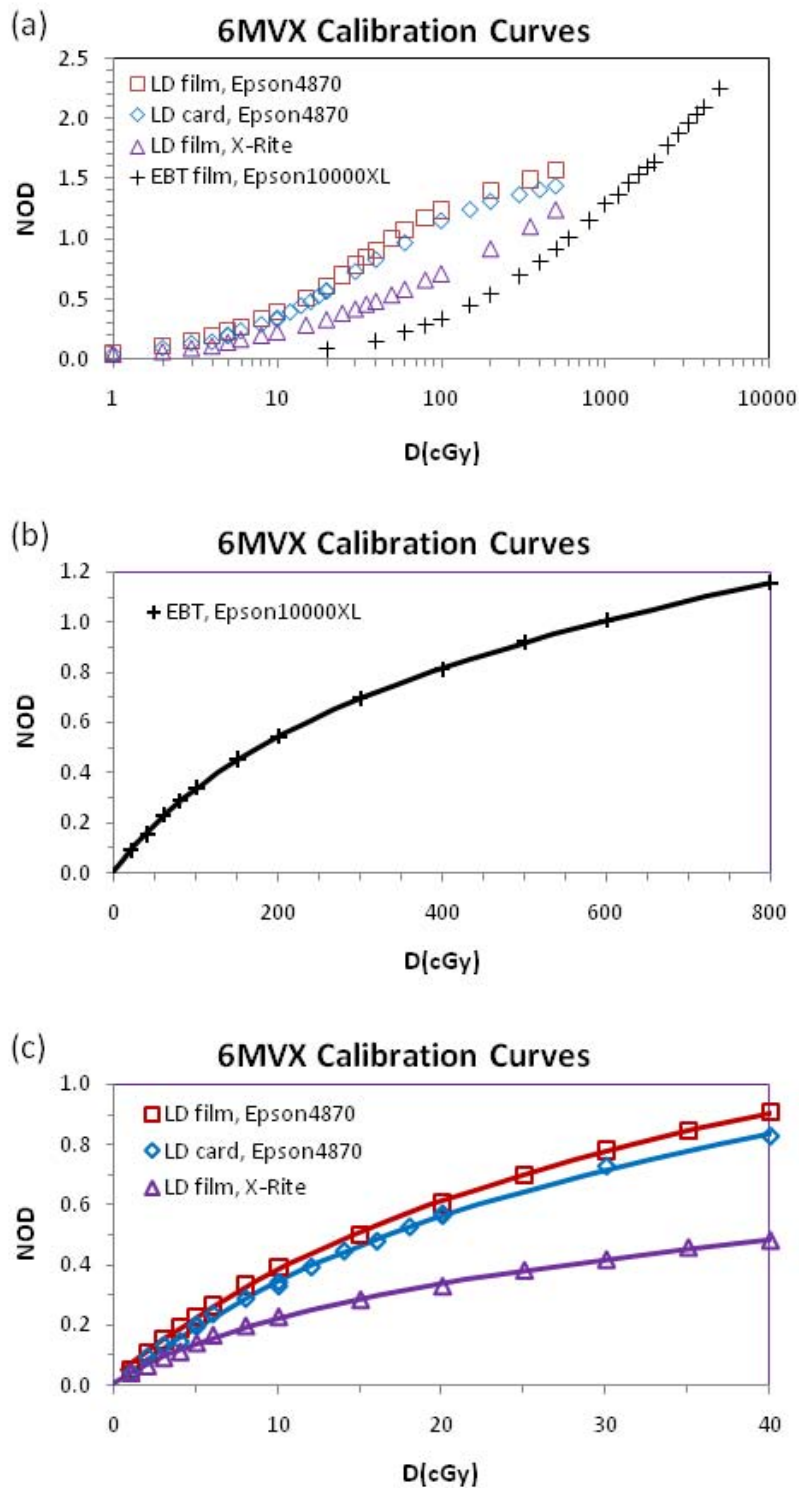 (a)
6MVX Calibration Curves
2.5
2.0
1.5
1.0
0.5
0.0
NOD
LD film, Epson4870
LD card, Epson4870
LD film, X-Rite
EBT film, Epson10000XL
1 10 100 1000 10000
D(cGy)
(b)
6MVX Calibration Curves
1.2
1.0
0.8
0.6
0.4
0.2
0.0
NOD
EBT, Epson10000XL
0 200 400 600 800
D(cGy)
(c)
6MVX Calibration Curves
1.0
0.8
0.6
0.4
0.2
0.0
NOD
LD film, Epson4870
LD card, Epson4870
LD film, X-Rite
0 10 20 30 40
D(cGy)